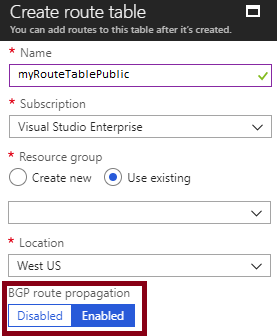 Create route table
You can add routes to this table after it's created.
* Name
myRouteTablePublic
* Subscription
Visual Studio Enterprise
* Resource group
Create new Use existing
* Location
West US
BGP route propagation
Disabled Enabled